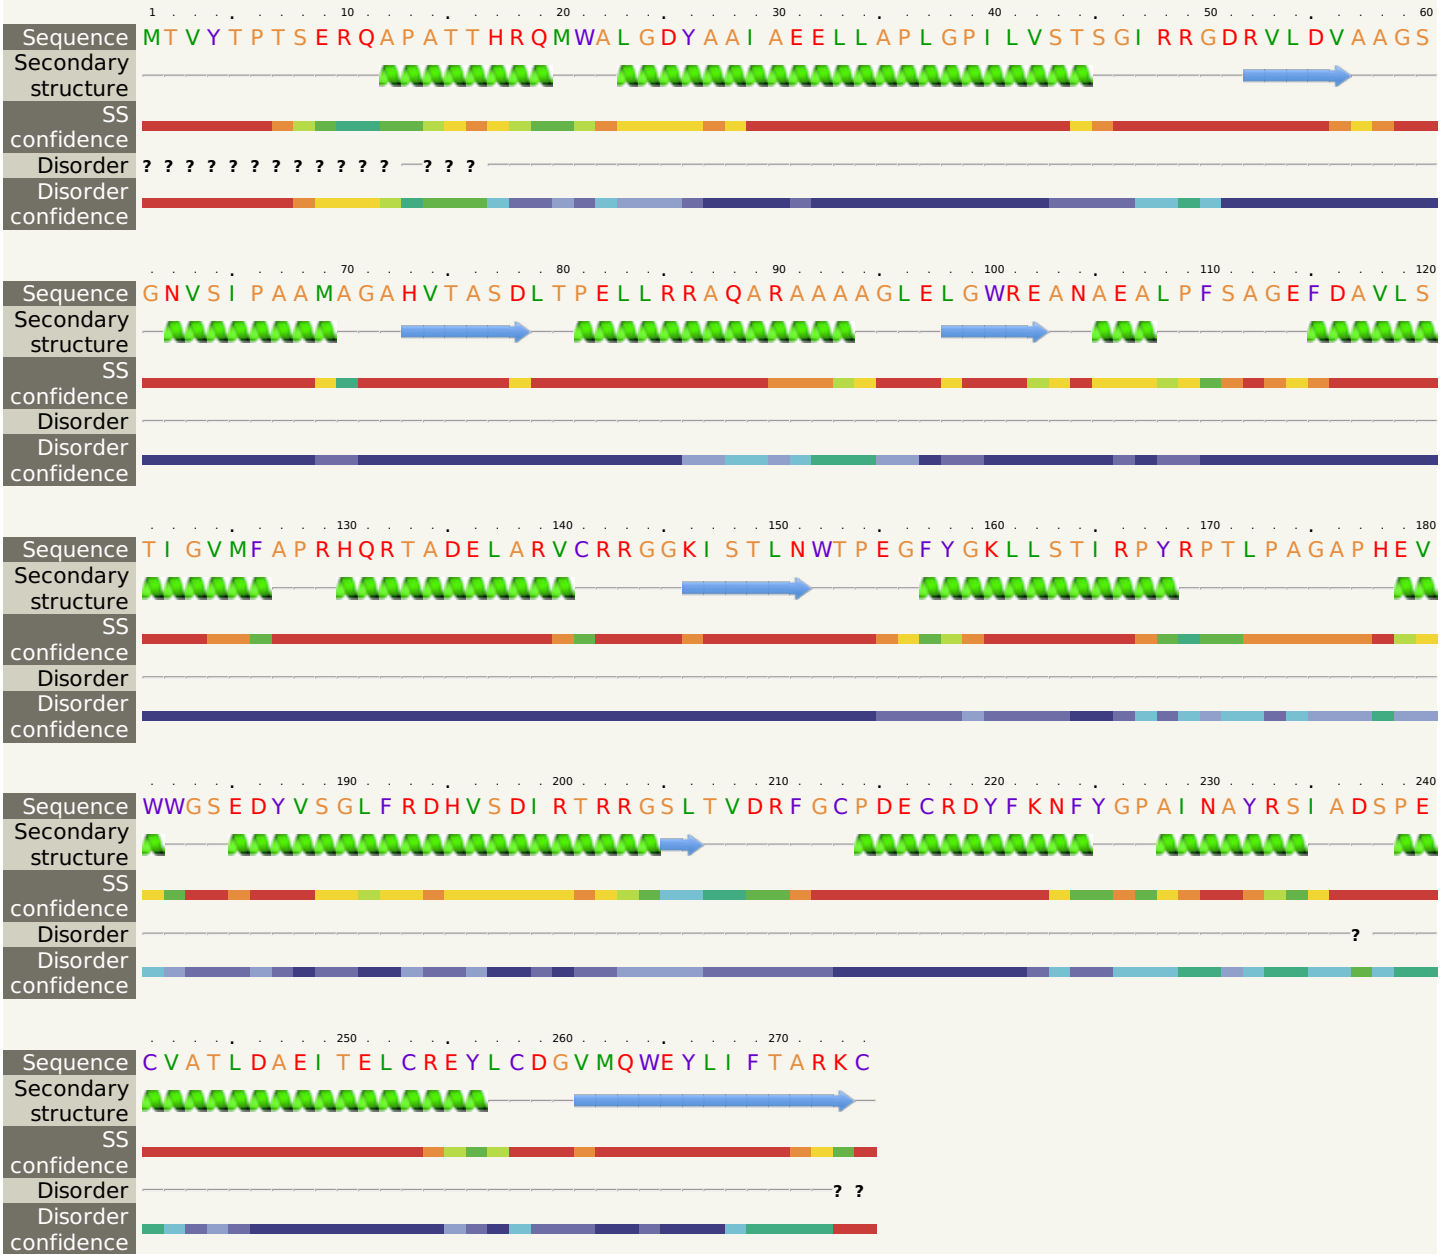 1 . . . . 10 . . . . 20 . . . . 30 . . . . 40 . . . . 50 . . . . 60
Sequence MTVYTPTSERQAPATTHRQMWALGDYAAIAEELLAPLGPILVSTSGIRRGDRVLDVAAGS
Secondary
structure
SS
confidence
Disorder ? ? ? ? ? ? ? ? ? ? ? ? ? ? ?
Disorder
confidence
. . . . 70 . . . . 80 . . . . 90 . . . . 100 . . . . 110 . . . . 120
Sequence GNVSIPAAMAGAHVTASDLTPELLRRAQARAAAAGLELGWREANAEALPFSAGEFDAVLS
Secondary
structure
SS
confidence
Disorder
Disorder
confidence
. . . . 130 . . . . 140 . . . . 150 . . . . 160 . . . . 170 . . . . 180
Sequence TIGVMFAPRHQRTADELARVCRRGGKISTLNWTPEGFYGKLLSTIRPYRPTLPAGAPHEV
Secondary
structure
SS
confidence
Disorder
Disorder
confidence
. . . . 190 . . . . 200 . . . . 210 . . . . 220 . . . . 230 . . . . 240
Sequence WWGSEDYVSGLFRDHVSDIRTRRGSLTVDRFGCPDECRDYFKNFYGPAINAYRSIADSPE
Secondary
structure
SS
confidence
Disorder ?
Disorder
confidence
. . . . 250 . . . . 260 . . . . 270 . .
Sequence CVATLDAEITELCREYLCDGVMQWEYLIFTARKC
Secondary
structure
SS
confidence
Disorder ? ?
Disorder
confidence